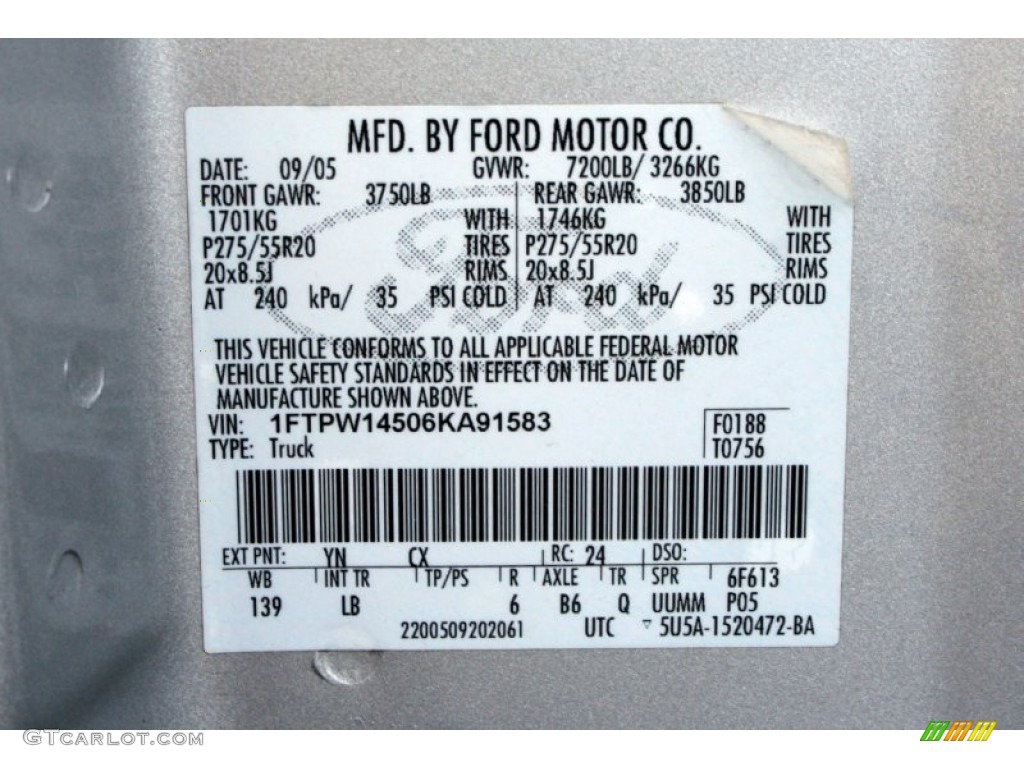 MFD. BY FORD MOTOR CO.
DATE: 09/05 GVWR: 7200LB/ 3266KG
FRONT GAWR: 3750LB REAR GAWR: 3850LB
1701KG WITH 1746KG WITH
P275/55R20 TIRES P275/55R20 TIRES
20x8.5J RIMS 20x8.5J RIMS
AT 240 kPa/ 35 PSI COLD AT 240 kPa/ 35 PSI COLD
Ford
THIS VEHICLE CONFORMS TO ALL APPLICABLE FEDERAL MOTOR
VEHICLE SAFETY STANDARDS IN EFFECT ON THE DATE OF
MANUFACTURE SHOWN ABOVE.
VIN: 1FTPW14506KA91583 F0188
TYPE: Truck T0756
EXT PNT: YN CX RC: 24 DSO:
WB INT TR TP/PS R AXLE TR SPR 6F613
139 LB 6 B6 Q UUMM P05
2200509202061 UTC 5U5A-1520472-BA
GTCARLOT.COM